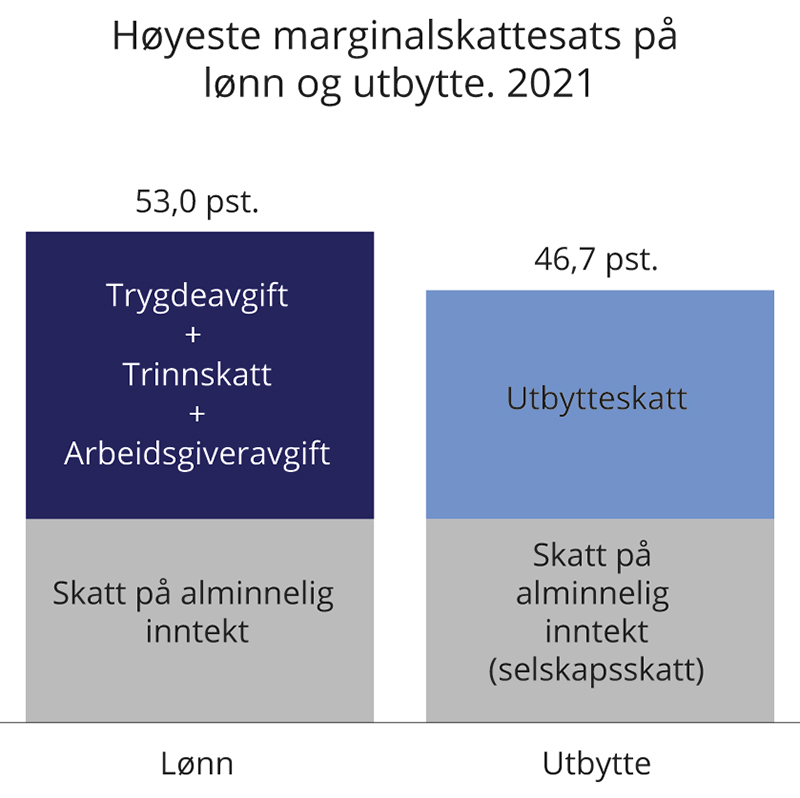 Høyeste marginalskattesats på
lønn og utbytte. 2021
53,0 pst.
Trygdeavgift
+
Trinnskatt
+
Arbeidsgiveravgift
Skatt på alminnelig
inntekt
Lønn
46,7 pst.
Utbytteskatt
Skatt på
alminnelig
inntekt
(selskapsskatt)
Utbytte